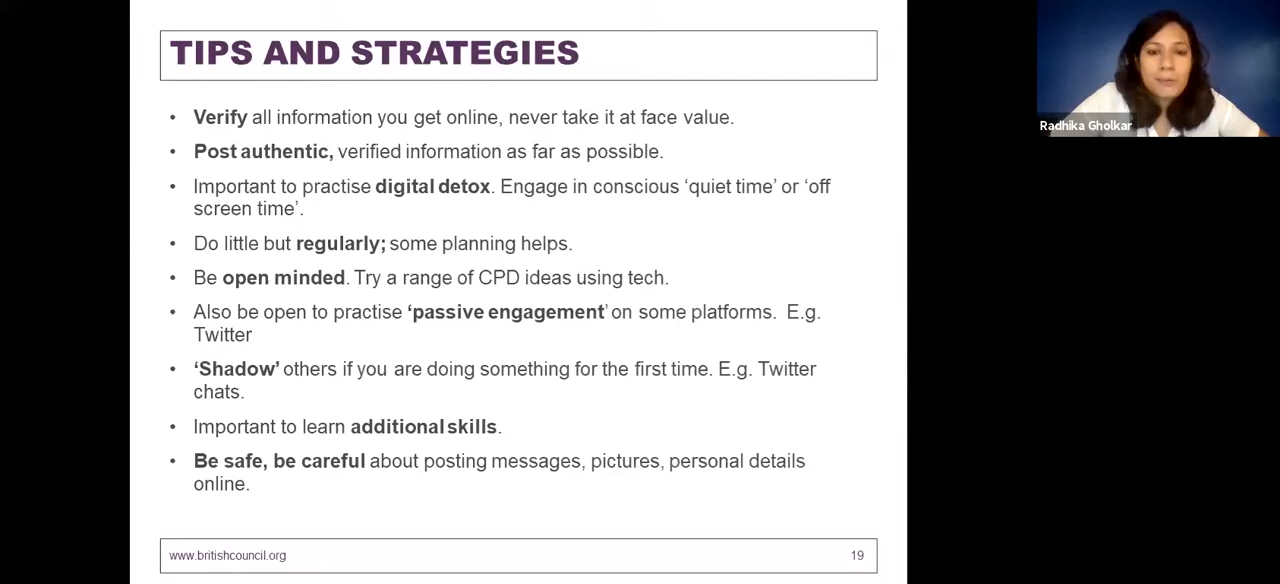 TIPS AND STRATEGIES
• Verify all information you get online, never take it at face value.
• Post authentic, verified information as far as possible.
• Important to practise digital detox. Engage in conscious ‘quiet time’ or ‘off
screen time’.
• Do little but regularly; some planning helps.
• Be open minded. Try a range of CPD ideas using tech.
• Also be open to practise ‘passive engagement’ on some platforms. E.g.
Twitter
• ‘Shadow’ others if you are doing something for the first time. E.g. Twitter
chats.
• Important to learn additional skills.
• Be safe, be careful about posting messages, pictures, personal details
online.
www.britishcouncil.org 19
Radhika Gholkar